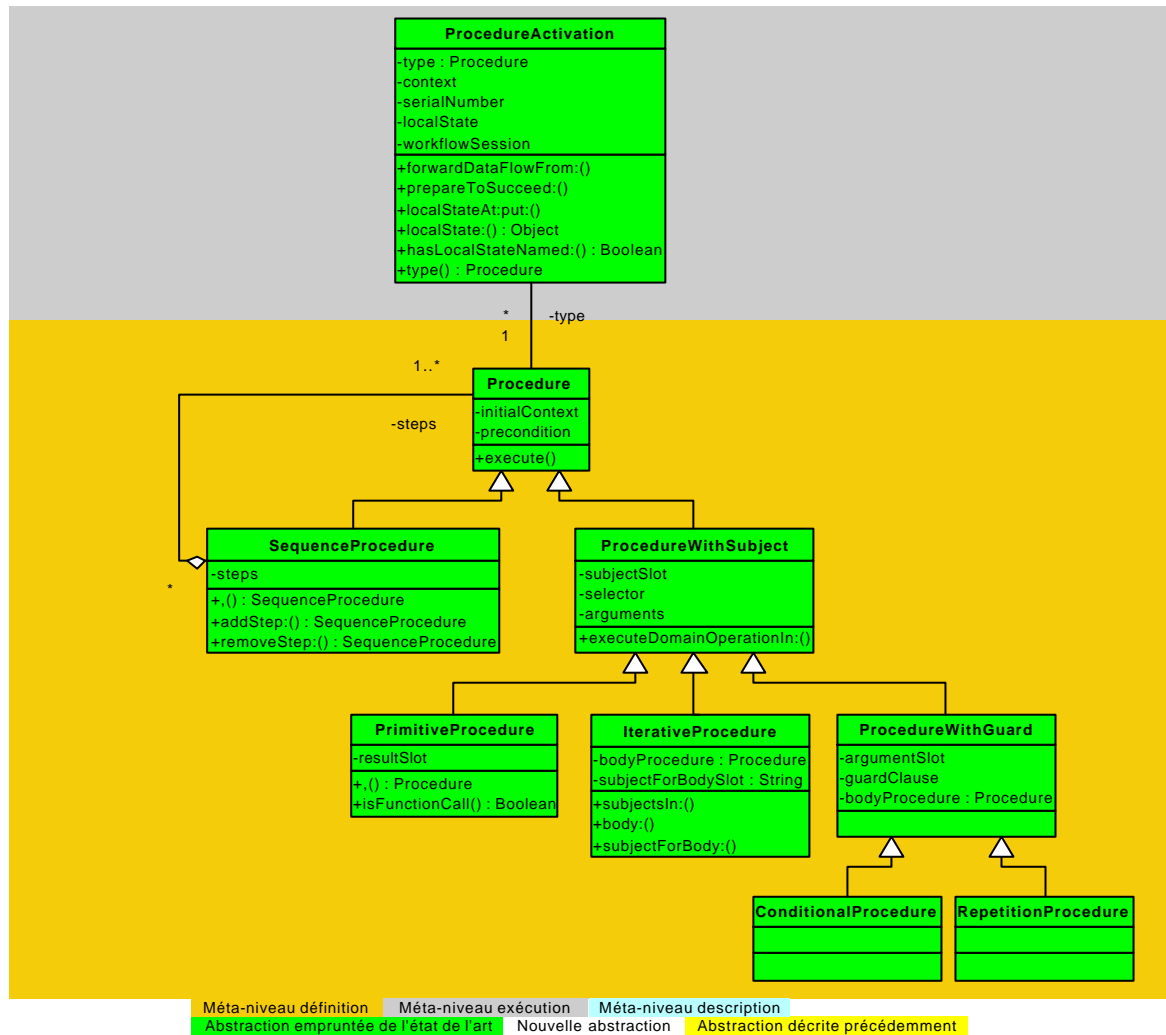 ProcedureActivation
-type : Procedure
-context
-serialNumber
-localState
-workflowSession
+forwardDataFlowFrom:()
+prepareToSucceed:()
+localStateAt:put:()
+localState:() : Object
+hasLocalStateNamed:() : Boolean
+type() : Procedure
*
-type
1
1..*
Procedure
-initialContext
-precondition
+execute()
-steps
SequenceProcedure
-steps
+,() : SequenceProcedure
+addStep:() : SequenceProcedure
+removeStep:() : SequenceProcedure
*
ProcedureWithSubject
-subjectSlot
-selector
-arguments
+executeDomainOperationIn:()
PrimitiveProcedure
-resultSlot
+,() : Procedure
+isFunctionCall() : Boolean
IterativeProcedure
-bodyProcedure : Procedure
-subjectForBodySlot : String
+subjectsIn:()
+body:()
+subjectForBody:()
ProcedureWithGuard
-argumentSlot
-guardClause
-bodyProcedure : Procedure
ConditionalProcedure
RepetitionProcedure
Méta-niveau définition Méta-niveau exécution Méta-niveau description
Abstraction empruntée de l'état de l'art Nouvelle abstraction Abstraction décrite précédemment